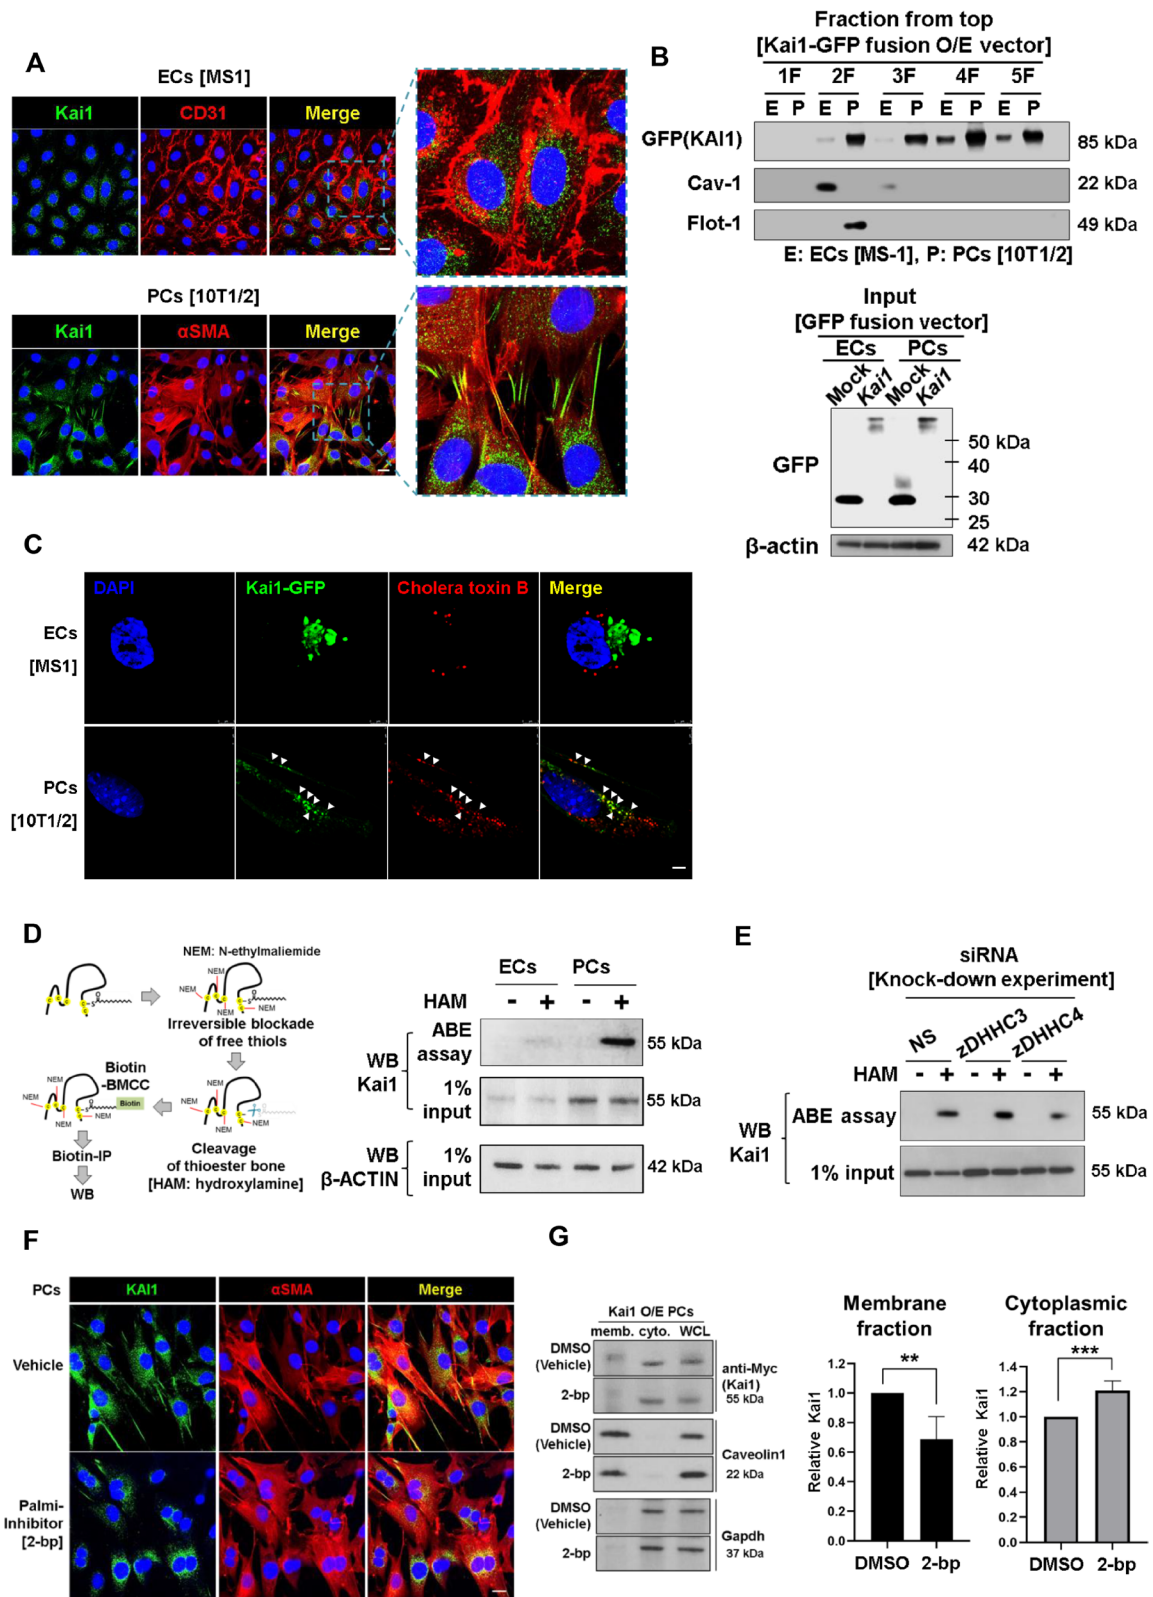 A
ECs [MS1]
Kai1 CD31 Merge
PCs [10T1/2]
Kai1 αSMA Merge
B
Fraction from top
[Kai1-GFP fusion O/E vector]
1F 2F 3F 4F 5F
E P E P E P E P E P
GFP(KAI1) 85 kDa
Cav-1 22 kDa
Flot-1 49 kDa
E: ECs [MS-1], P: PCs [10T1/2]
Input
[GFP fusion vector]
ECs PCs
Mock Kai1 Mock Kai1
GFP
50 kDa
40
30
25
β-actin 42 kDa
C
DAPI Kai1-GFP Cholera toxin B Merge
ECs
[MS1]
PCs
[10T1/2]
D
NEM: N-ethylmaliemide
NEM
NEM
NEM
NEM
Irreversible blockade
of free thiols
Biotin
-BMCC
Biotin
NEM
NEM
NEM
NEM
NEM
NEM
NEM
NEM
Cleavage
of thioester bone
[HAM: hydroxylamine]
Biotin-IP
WB
ECs PCs
HAM - + - +
WB
Kai1
ABE
assay
55 kDa
1%
input
55 kDa
WB
β-ACTIN
1%
input
42 kDa
E
siRNA
[Knock-down experiment]
NS zDHHC3 zDHHC4
HAM - + - + - +
WB
Kai1
ABE assay 55 kDa
1% input 55 kDa
F
PCs KAI1 αSMA Merge
Vehicle
Palmi-
Inhibitor
[2-bp]
G
Kai1 O/E PCs
memb. cyto. WCL
DMSO
(Vehicle)
2-bp
anti-Myc
(Kai1)
55 kDa
DMSO
(Vehicle)
2-bp
Caveolin1
22 kDa
DMSO
(Vehicle)
2-bp
Gapdh
37 kDa
Membrane
fraction
**
Relative Kai1
1.2
1.0
0.8
0.6
0.4
0.2
0.0
DMSO 2-bp
Cytoplasmic
fraction
***
Relative Kai1
1.4
1.2
1.0
0.8
0.6
0.4
0.2
0.0
DMSO 2-bp